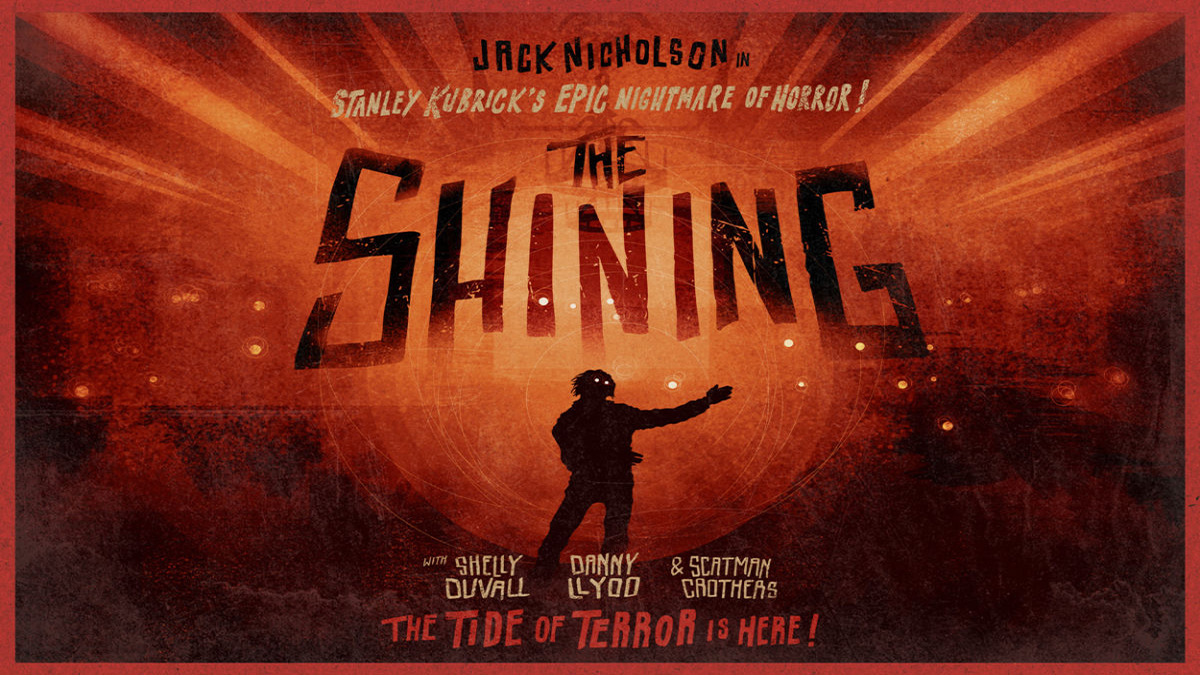 JACK NICHOLSON IN
STANLEY KUBRICK'S EPIC NIGHTMARE OF HORROR!
THE
SHINING
WITH SHELLY DANNY & SCATMAN
DUVALL LLYOD CROTHERS
THE TIDE OF TERROR IS HERE!